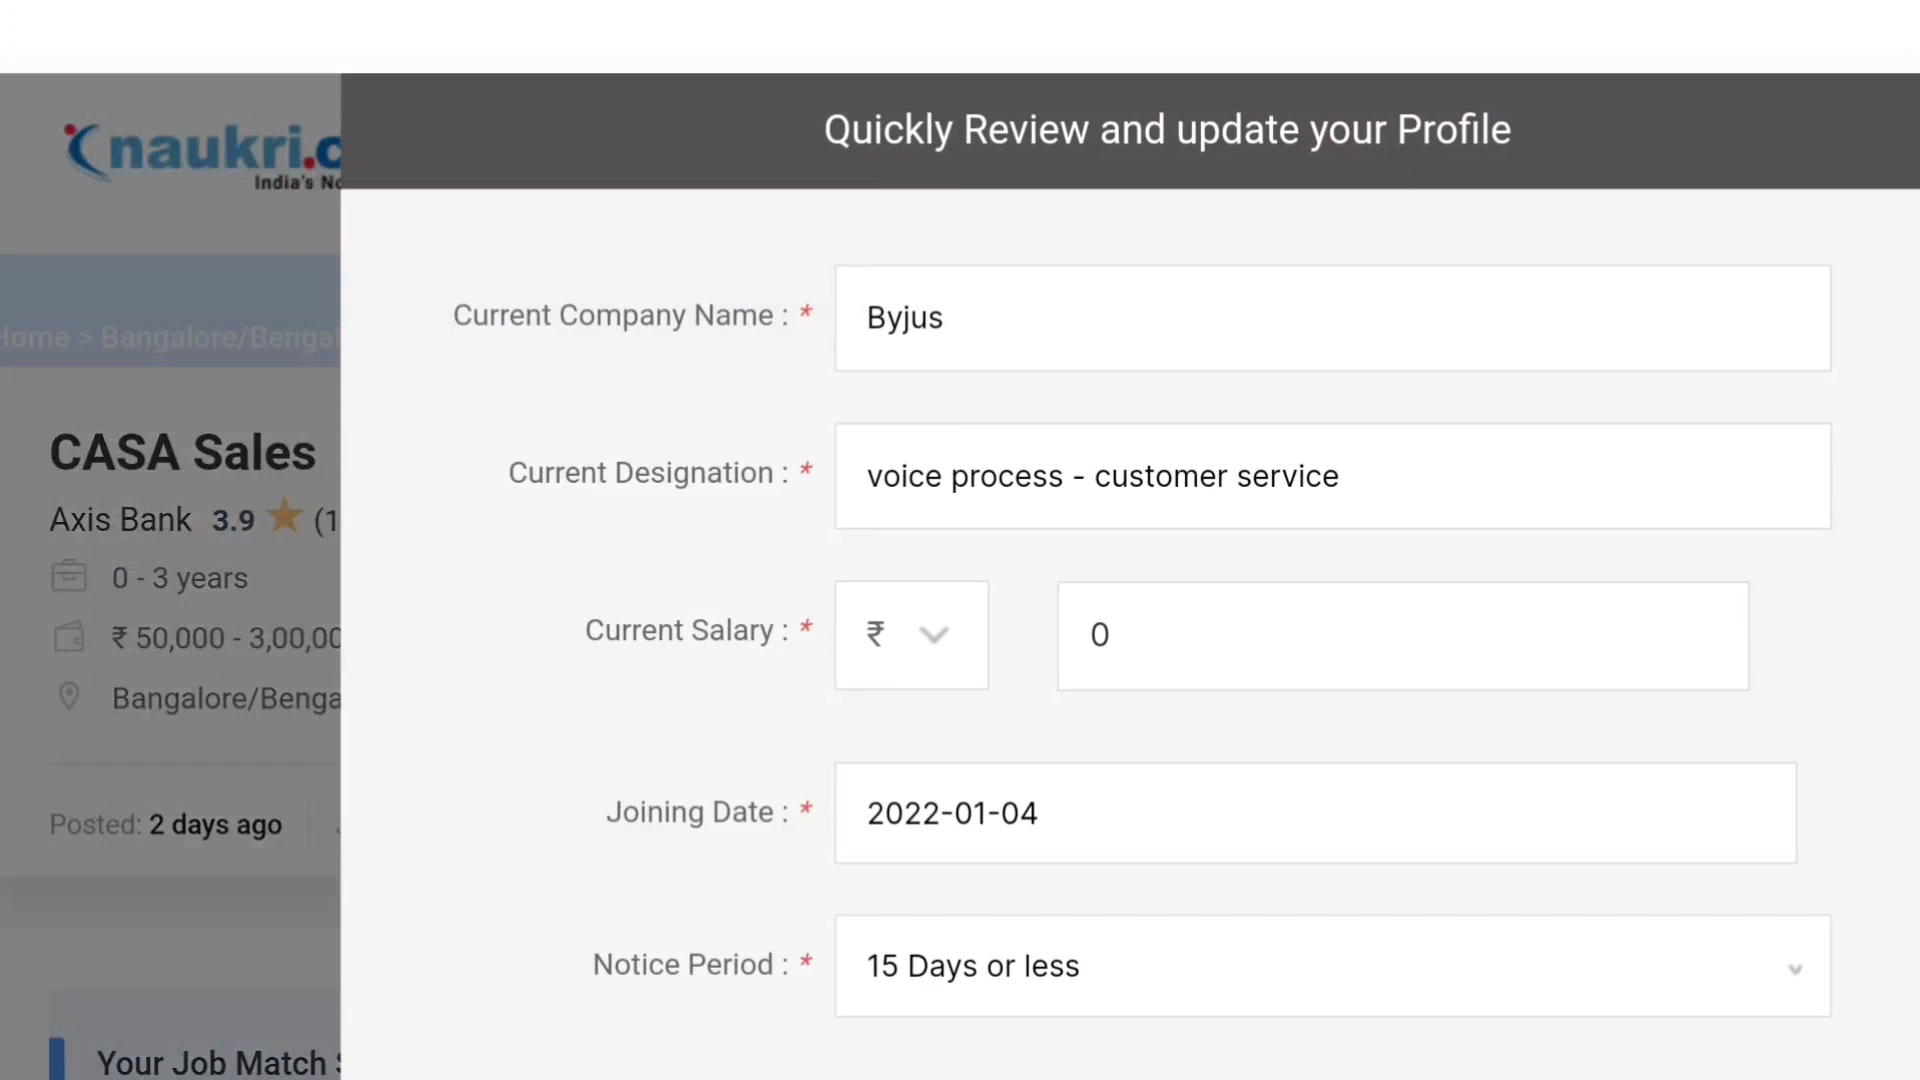 Quickly Review and update your Profile
naukri.c
India's No
Home > Bangalore/Bengal
CASA Sales
Axis Bank 3.9 (1
0 - 3 years
₹ 50,000 - 3,00,00
Bangalore/Benga
Posted: 2 days ago
Your Job Match
Current Company Name : * Byjus
Current Designation : * voice process - customer service
Current Salary : * ₹ 0
Joining Date : * 2022-01-04
Notice Period : * 15 Days or less